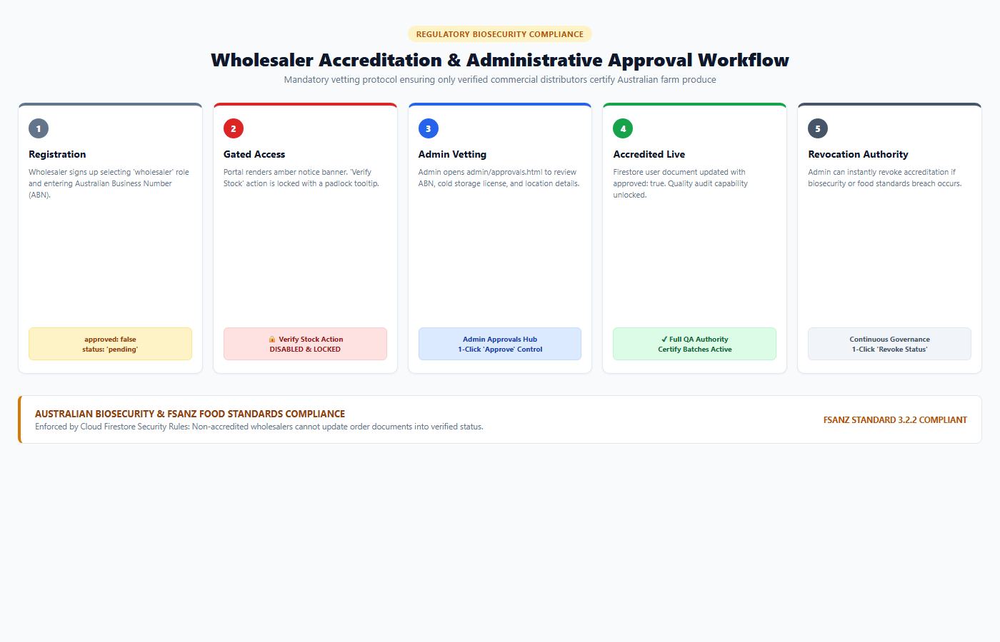 REGULATORY BIOSECURITY COMPLIANCE
Wholesaler Accreditation & Administrative Approval Workflow
Mandatory vetting protocol ensuring only verified commercial distributors certify Australian farm produce
1
Registration
Wholesaler signs up selecting 'wholesaler' role
and entering Australian Business Number
(ABN).
approved: false
status: 'pending'
2
Gated Access
Portal renders amber notice banner. 'Verify
Stock' action is locked with a padlock tooltip.
🔒 Verify Stock Action
DISABLED & LOCKED
3
Admin Vetting
Admin opens admin/approvals.html to review
ABN, cold storage license, and location details.
Admin Approvals Hub
1-Click 'Approve' Control
4
Accredited Live
Firestore user document updated with
approved: true. Quality audit capability
unlocked.
✓ Full QA Authority
Certify Batches Active
5
Revocation Authority
Admin can instantly revoke accreditation if
biosecurity or food standards breach occurs.
Continuous Governance
1-Click 'Revoke Status'
AUSTRALIAN BIOSECURITY & FSANZ FOOD STANDARDS COMPLIANCE
Enforced by Cloud Firestore Security Rules: Non-accredited wholesalers cannot update order documents into verified status.
FSANZ STANDARD 3.2.2 COMPLIANT